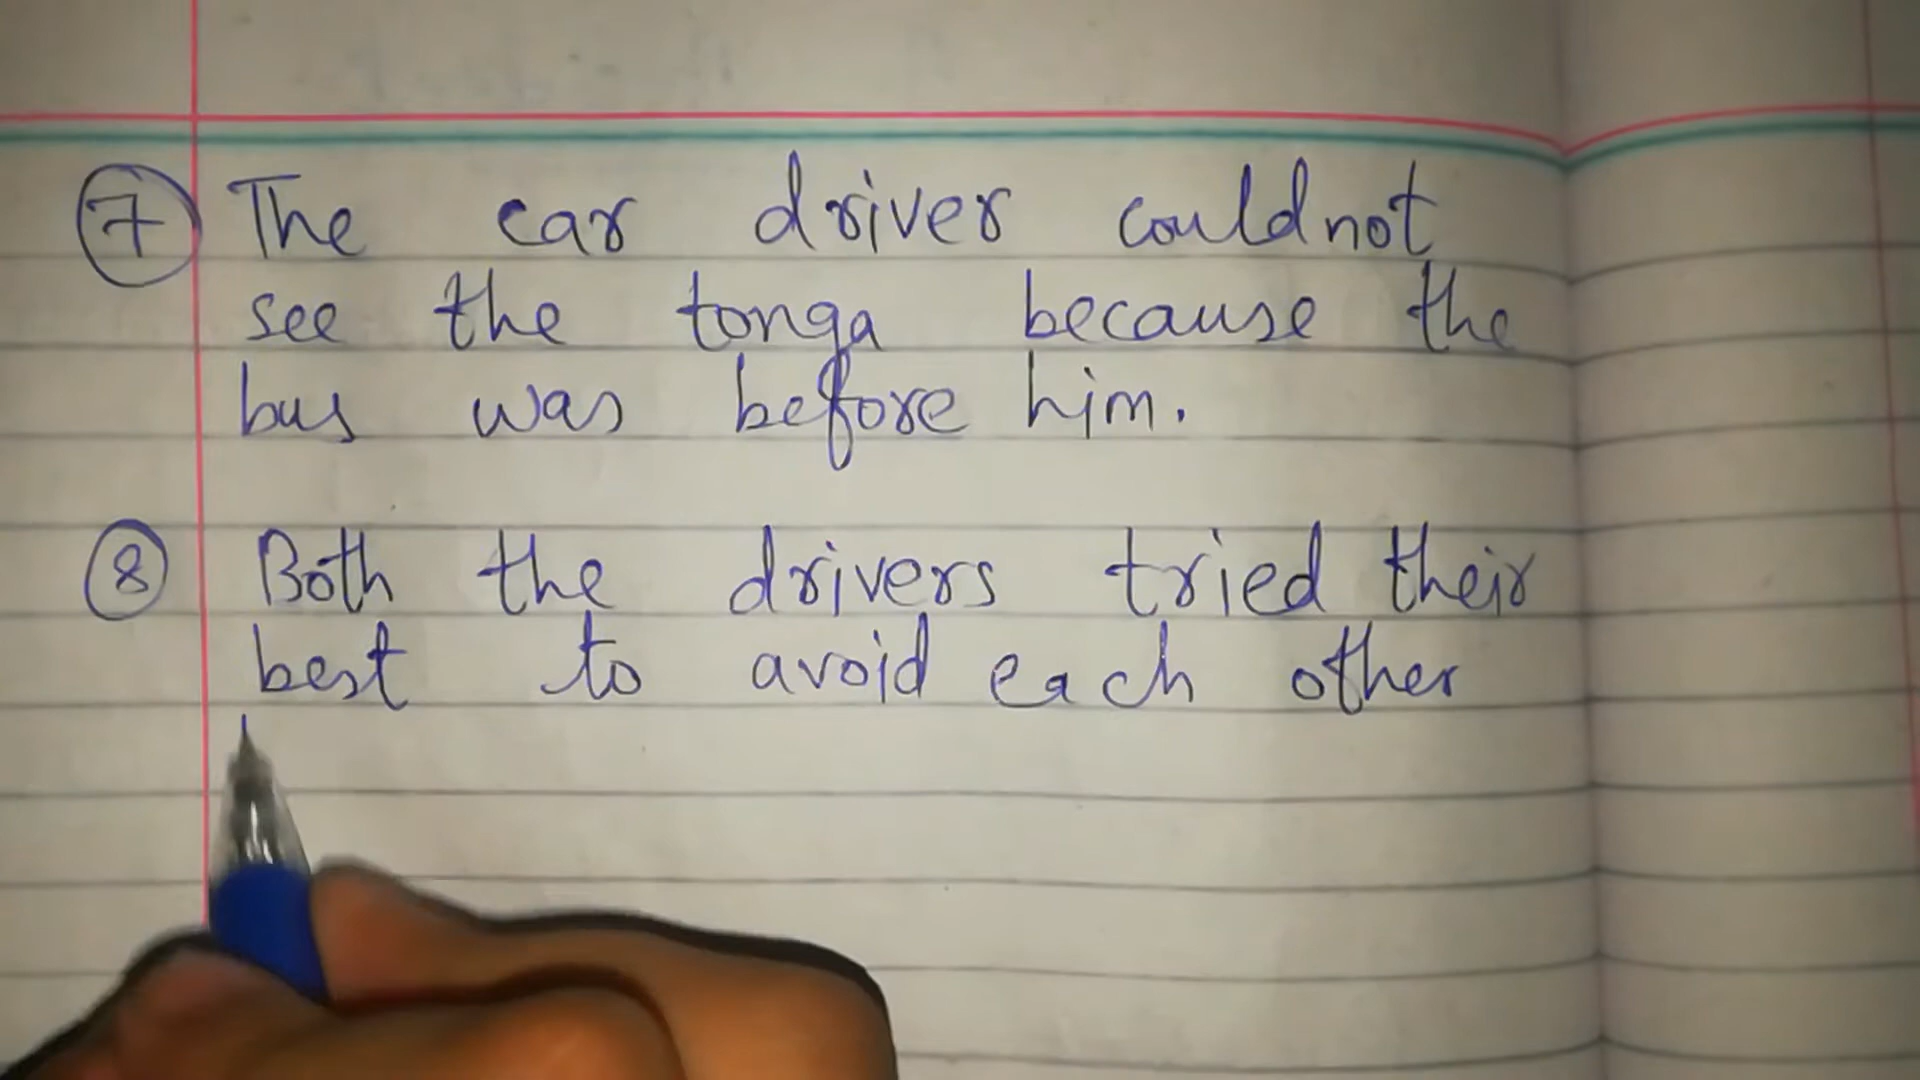 7 The car driver couldnot
see the tonga because the
bus was before him.
8 Both the drivers tried their
best to avoid each other